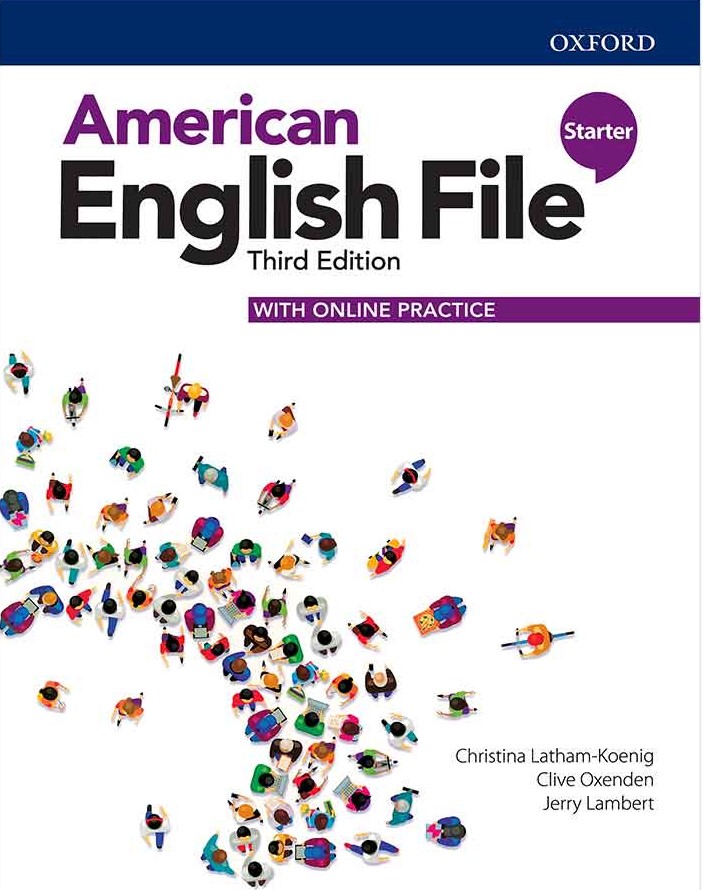 OXFORD
American
Starter
English File
Third Edition
WITH ONLINE PRACTICE
Christina Latham-Koenig
Clive Oxenden
Jerry Lambert